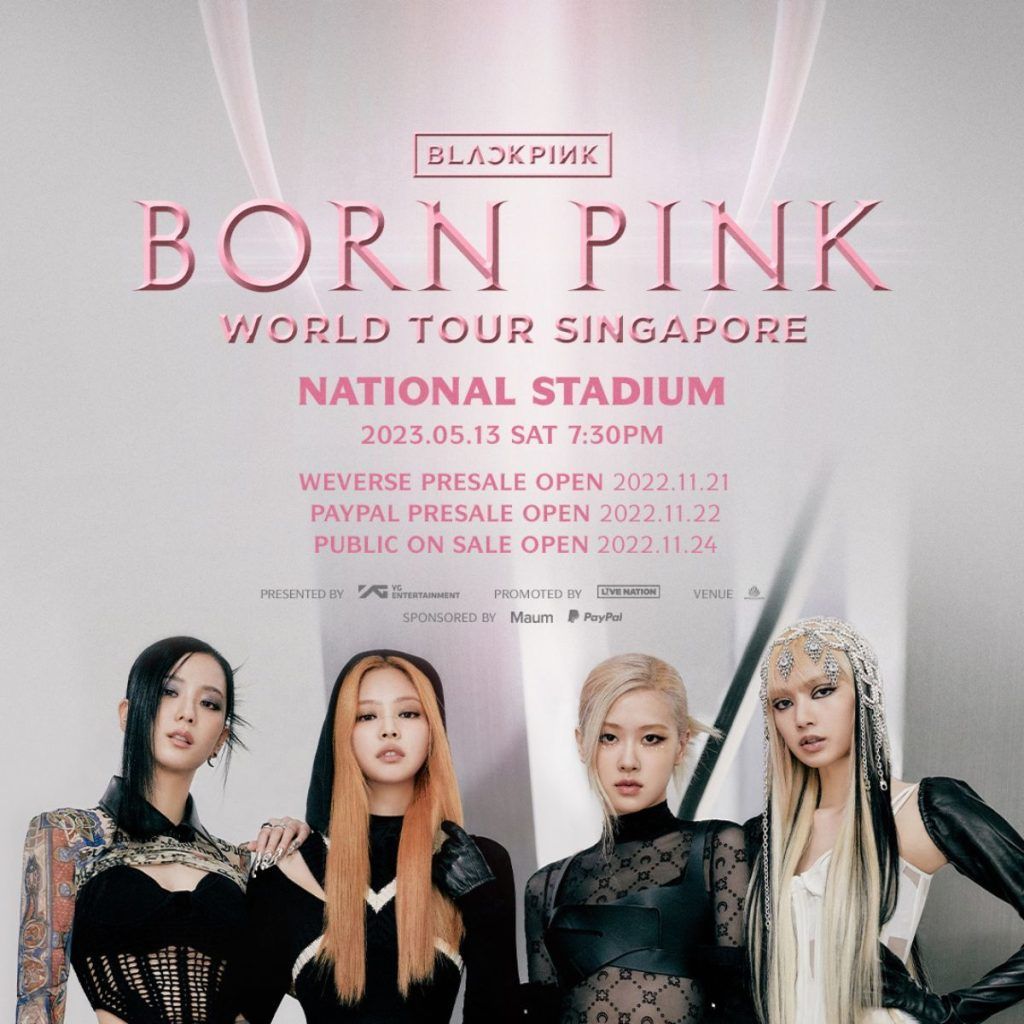 BLACKPINK
BORN PINK
WORLD TOUR SINGAPORE
NATIONAL STADIUM
2023.05.13 SAT 7:30PM
WEVERSE PRESALE OPEN 2022.11.21
PAYPAL PRESALE OPEN 2022.11.22
PUBLIC ON SALE OPEN 2022.11.24
PRESENTED BY YG ENTERTAINMENT PROMOTED BY LIVE NATION VENUE
SPONSORED BY Maum PayPal